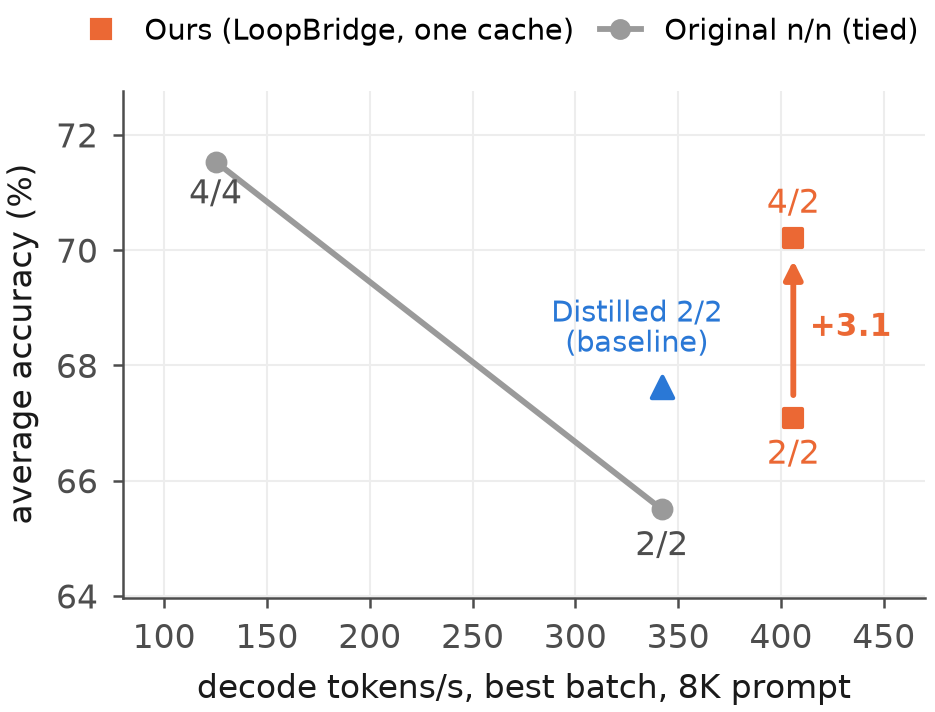 Ours (LoopBridge, one cache) Original n/n (tied)
average accuracy (%)
72
70
68
66
64
4/4
2/2
Distilled 2/2
(baseline)
4/2
+3.1
2/2
100 150 200 250 300 350 400 450
decode tokens/s, best batch, 8K prompt